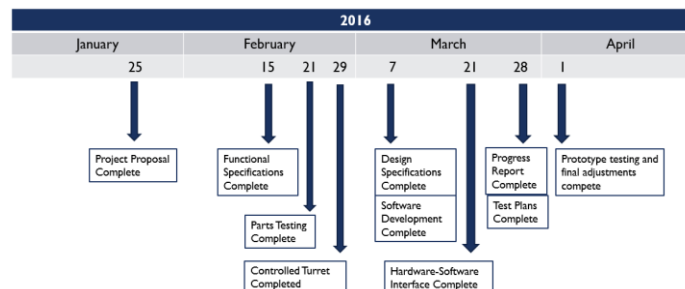 2016
January February March April
25 15 21 29 7 21 28 1
Project Proposal
Complete
Functional
Specifications
Complete
Design
Specifications
Complete
Progress
Report
Complete
Prototype testing and
final adjustments
compete
Software
Development
Complete
Test Plans
Complete
Parts Testing
Complete
Controlled Turret
Completed
Hardware-Software
Interface Complete